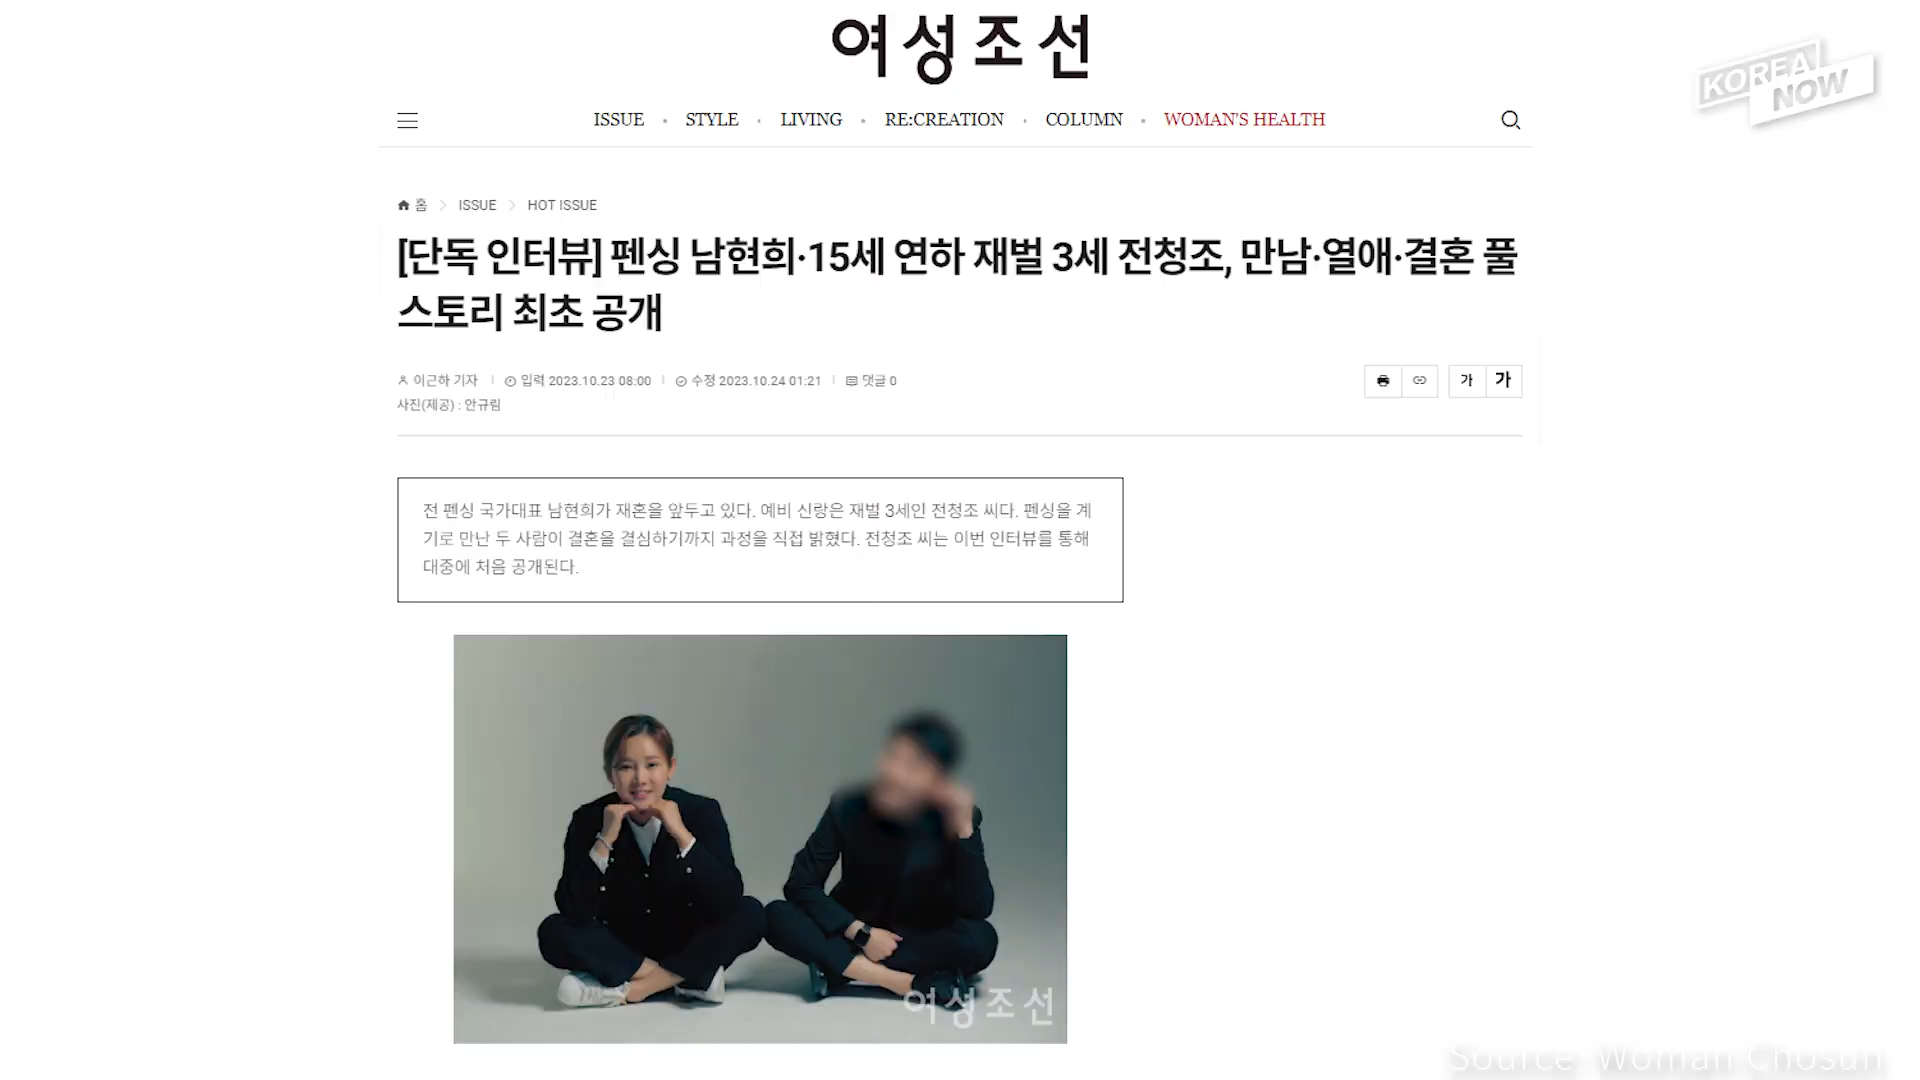 여성조선
KOREA NOW
ISSUE • STYLE • LIVING • RE:CREATION • COLUMN • WOMAN'S HEALTH
홈 > ISSUE > HOT ISSUE
[단독 인터뷰] 펜싱 남현희·15세 연하 재벌 3세 전청조, 만남·열애·결혼 풀
스토리 최초 공개
이근하 기자 | 입력 2023.10.23 08:00 | 수정 2023.10.24 01:21 | 댓글 0
가 가
사진(제공) : 안규림
전 펜싱 국가대표 남현희가 재혼을 앞두고 있다. 예비 신랑은 재벌 3세인 전청조 씨다. 펜싱을 계
기로 만난 두 사람이 결혼을 결심하기까지 과정을 직접 밝혔다. 전청조 씨는 이번 인터뷰를 통해
대중에 처음 공개된다.
여성조선
Source: Woman Chosun